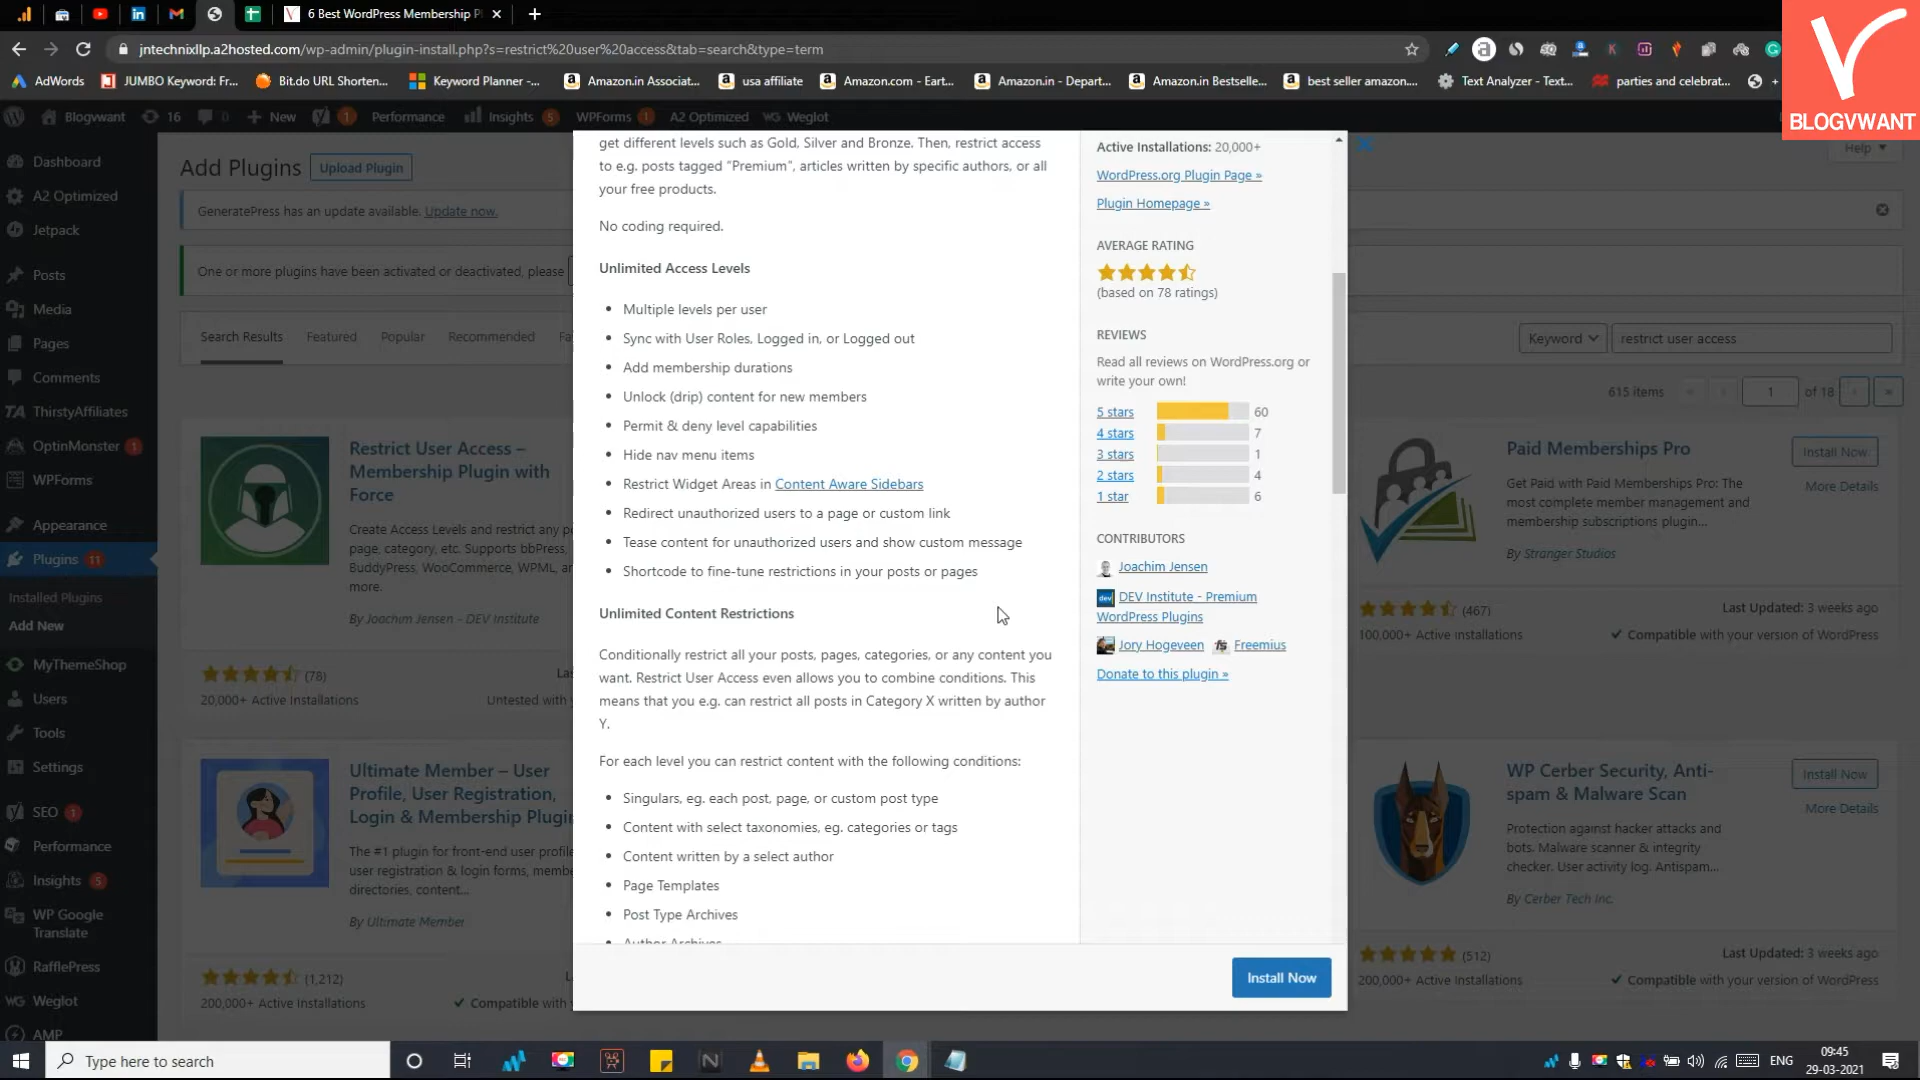 6 Best WordPress Membership P
jntechnixllp.a2hosted.com/wp-admin/plugin-install.php?s=restrict%20user%20access&tab=search&type=term
AdWords
JUMBO Keyword: Fr...
Bit.do URL Shorten...
Keyword Planner -...
Amazon.in Associat...
usa affiliate
Amazon.com - Eart...
Amazon.in - Depart...
Amazon.in Bestselle...
best seller amazon...
Text Analyzer - Text...
parties and celebrat...
BLOGVWANT
Blogvwant
16
0
New
1
Performance
Insights
5
WPForms
1
A2 Optimized
Weglot
Dashboard
A2 Optimized
Jetpack
Posts
Media
Pages
Comments
ThirstyAffiliates
OptinMonster
1
WPForms
Appearance
Plugins
11
Installed Plugins
Add New
MyThemeShop
Users
Tools
Settings
SEO
1
Performance
Insights
5
WP Google
Translate
RafflePress
Weglot
AMP
Add Plugins
Upload Plugin
Help
GeneratePress has an update available. Update now.
One or more plugins have been activated or deactivated, please
Search Results
Featured
Popular
Recommended
Fa
Keyword
restrict user access
615 items
«
1
of 18
»
Restrict User Access –
Membership Plugin with
Force
Create Access Levels and restrict any po
page, category, etc. Supports bbPress,
BuddyPress, WooCommerce, WPML, an
more.
By Joachim Jensen - DEV Institute
(78)
Las
20,000+ Active Installations
Untested with y
Ultimate Member – User
Profile, User Registration,
Login & Membership Plugin
The #1 plugin for front-end user profile
user registration & login forms, membe
directories, content...
By Ultimate Member
(1,212)
200,000+ Active Installations
Compatible with y
get different levels such as Gold, Silver and Bronze. Then, restrict access
to e.g. posts tagged “Premium”, articles written by specific authors, or all
your free products.
No coding required.
Unlimited Access Levels
Multiple levels per user
Sync with User Roles, Logged in, or Logged out
Add membership durations
Unlock (drip) content for new members
Permit & deny level capabilities
Hide nav menu items
Restrict Widget Areas in Content Aware Sidebars
Redirect unauthorized users to a page or custom link
Tease content for unauthorized users and show custom message
Shortcode to fine-tune restrictions in your posts or pages
Unlimited Content Restrictions
Conditionally restrict all your posts, pages, categories, or any content you
want. Restrict User Access even allows you to combine conditions. This
means that you e.g. can restrict all posts in Category X written by author
Y.
For each level you can restrict content with the following conditions:
Singulars, eg. each post, page, or custom post type
Content with select taxonomies, eg. categories or tags
Content written by a select author
Page Templates
Post Type Archives
Author Archives
Active Installations: 20,000+
WordPress.org Plugin Page »
Plugin Homepage »
AVERAGE RATING
(based on 78 ratings)
REVIEWS
Read all reviews on WordPress.org or
write your own!
5 stars
60
4 stars
7
3 stars
1
2 stars
4
1 star
6
CONTRIBUTORS
Joachim Jensen
DEV Institute - Premium
WordPress Plugins
Jory Hogeveen
Freemius
Donate to this plugin »
Install Now
Paid Memberships Pro
Install Now
More Details
Get Paid with Paid Memberships Pro: The
most complete member management and
membership subscriptions plugin...
By Stranger Studios
(467)
Last Updated: 3 weeks ago
100,000+ Active Installations
Compatible with your version of WordPress
WP Cerber Security, Anti-
spam & Malware Scan
Install Now
More Details
Protection against hacker attacks and
bots. Malware scanner & integrity
checker. User activity log. Antispam...
By Cerber Tech Inc.
(512)
Last Updated: 3 weeks ago
200,000+ Active Installations
Compatible with your version of WordPress
Type here to search
ENG
09:45
29-03-2021